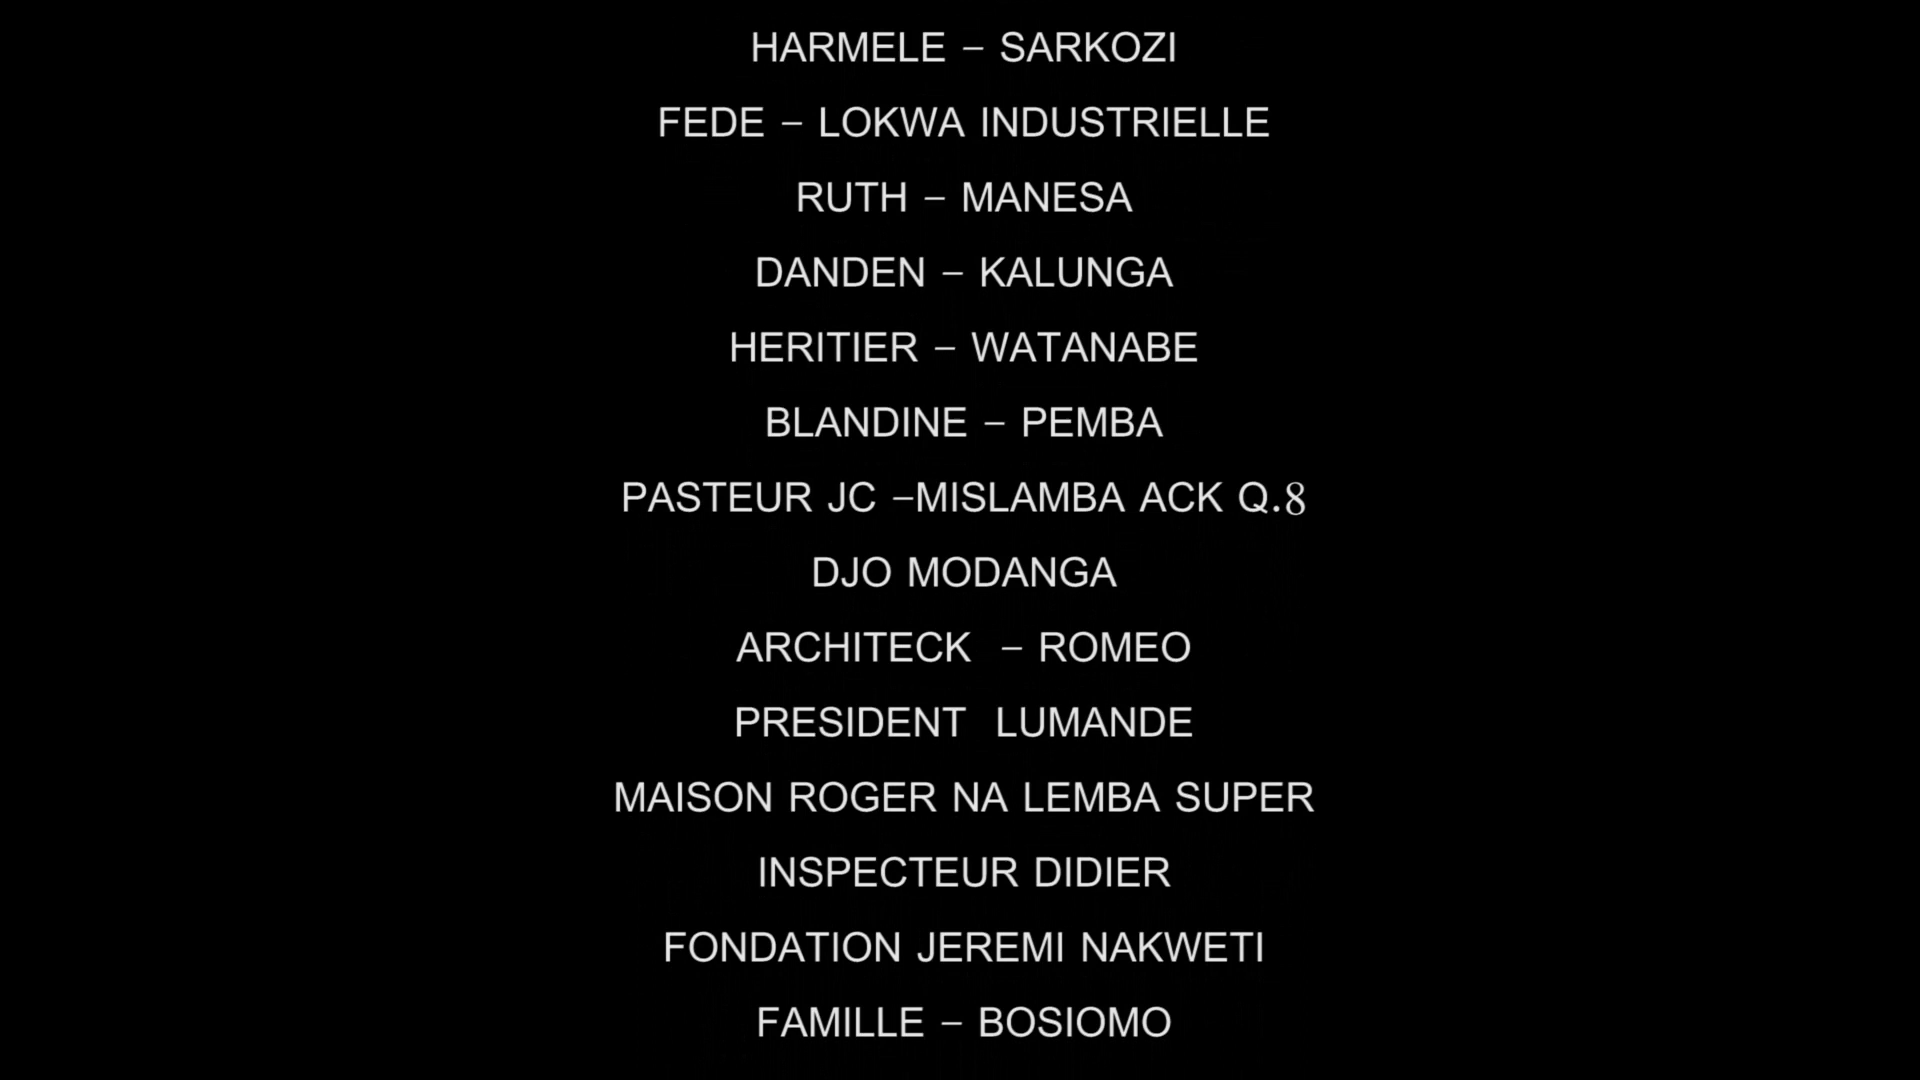 HARMELE – SARKOZI
FEDE – LOKWA INDUSTRIELLE
RUTH – MANESA
DANDEN – KALUNGA
HERITIER – WATANABE
BLANDINE – PEMBA
PASTEUR JC –MISLAMBA ACK Q.8
DJO MODANGA
ARCHITECK  – ROMEO
PRESIDENT  LUMANDE
MAISON ROGER NA LEMBA SUPER
INSPECTEUR DIDIER
FONDATION JEREMI NAKWETI
FAMILLE – BOSIOMO